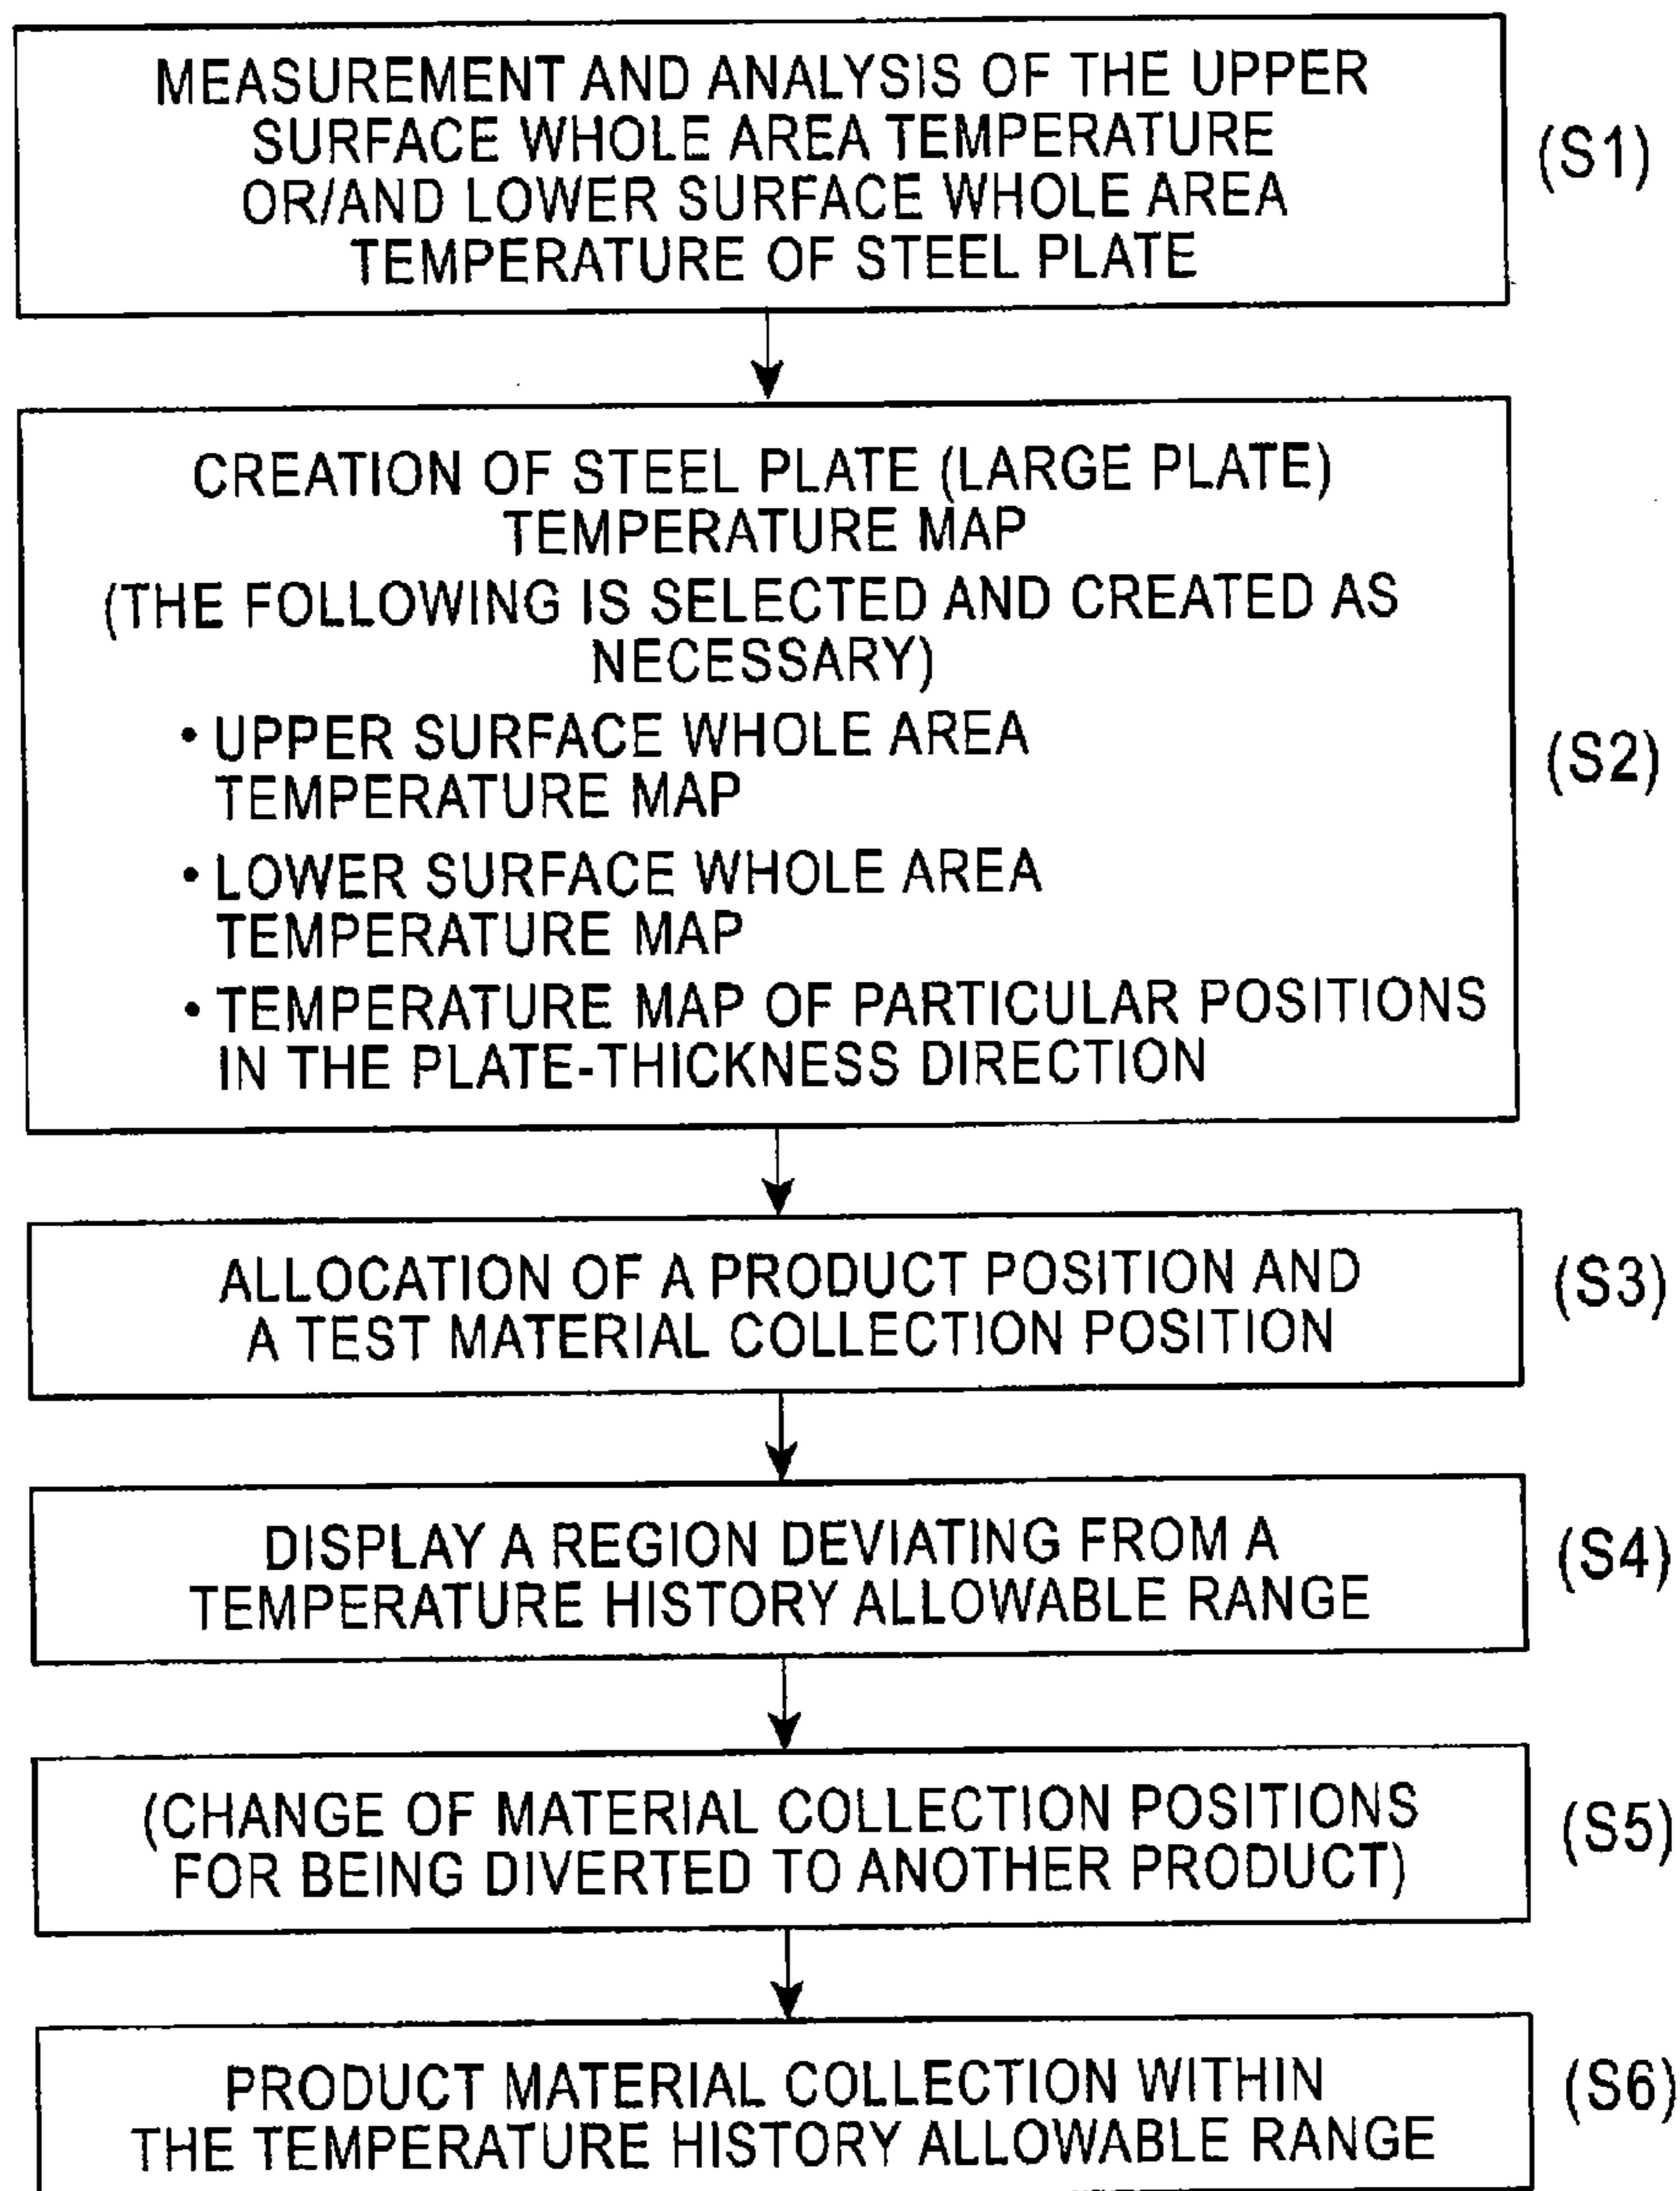 MEASUREMENT AND ANALYSIS OF THE UPPER
SURFACE WHOLE AREA TEMPERATURE
OR/AND LOWER SURFACE WHOLE AREA
TEMPERATURE OF STEEL PLATE
(S1)
CREATION OF STEEL PLATE (LARGE PLATE)
TEMPERATURE MAP
(THE FOLLOWING IS SELECTED AND CREATED AS
NECESSARY)
• UPPER SURFACE WHOLE AREA
TEMPERATURE MAP
• LOWER SURFACE WHOLE AREA
TEMPERATURE MAP
• TEMPERATURE MAP OF PARTICULAR POSITIONS
IN THE PLATE-THICKNESS DIRECTION
(S2)
ALLOCATION OF A PRODUCT POSITION AND
A TEST MATERIAL COLLECTION POSITION
(S3)
DISPLAY A REGION DEVIATING FROM A
TEMPERATURE HISTORY ALLOWABLE RANGE
(S4)
(CHANGE OF MATERIAL COLLECTION POSITIONS
FOR BEING DIVERTED TO ANOTHER PRODUCT)
(S5)
PRODUCT MATERIAL COLLECTION WITHIN
THE TEMPERATURE HISTORY ALLOWABLE RANGE
(S6)